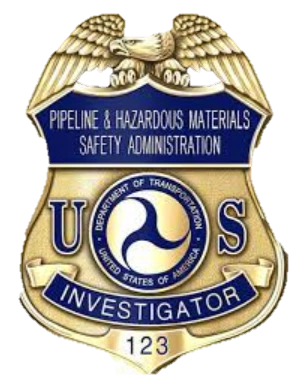 PIPELINE & HAZARDOUS MATERIALS
SAFETY ADMINISTRATION
U S
DEPARTMENT OF TRANSPORTATION
UNITED STATES OF AMERICA
INVESTIGATOR
123